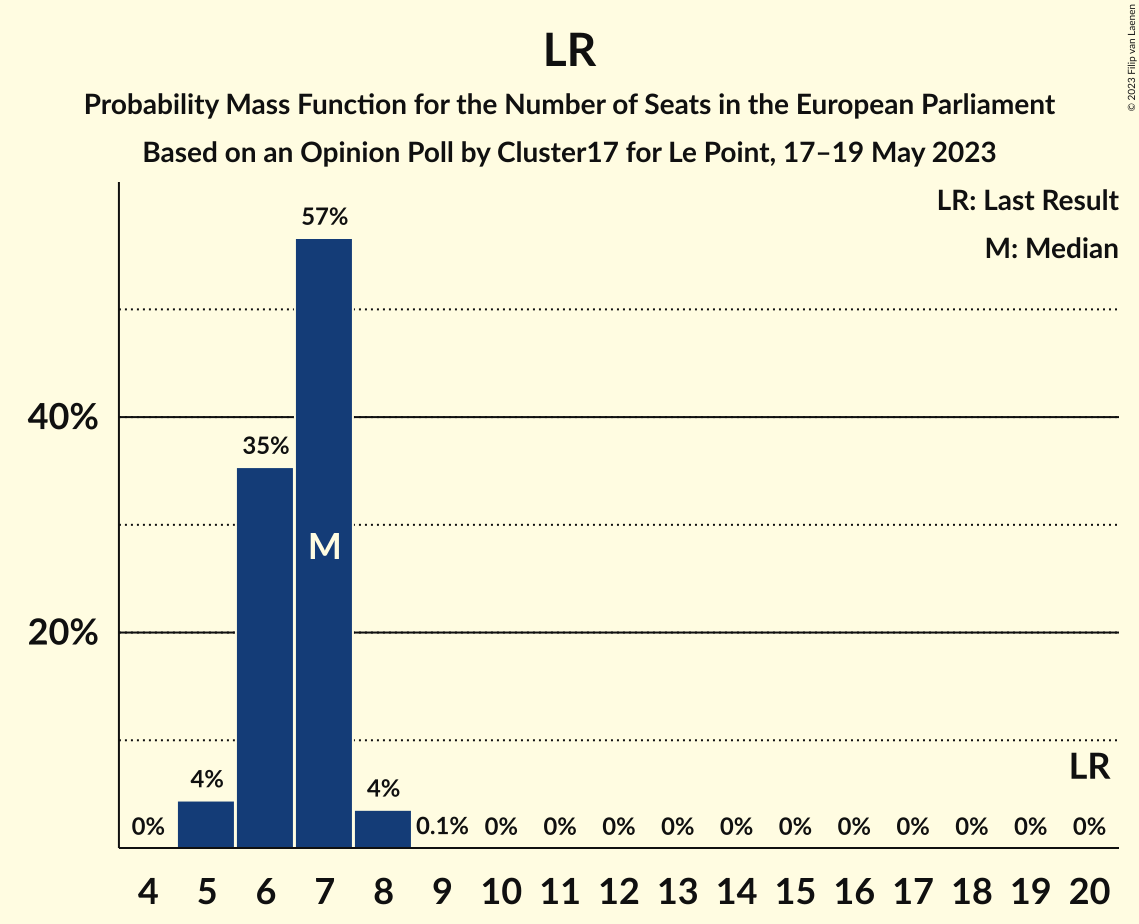 LR
Probability Mass Function for the Number of Seats in the European Parliament
Based on an Opinion Poll by Cluster17 for Le Point, 17–19 May 2023
© 2023 Filip van Laenen
LR: Last Result
M: Median
57%
40%
35%
M
20%
LR
4%
4%
0%
0.1%
0%
0%
0%
0%
0%
0%
0%
0%
0%
0%
0%
4 5 6 7 8 9 10 11 12 13 14 15 16 17 18 19 20